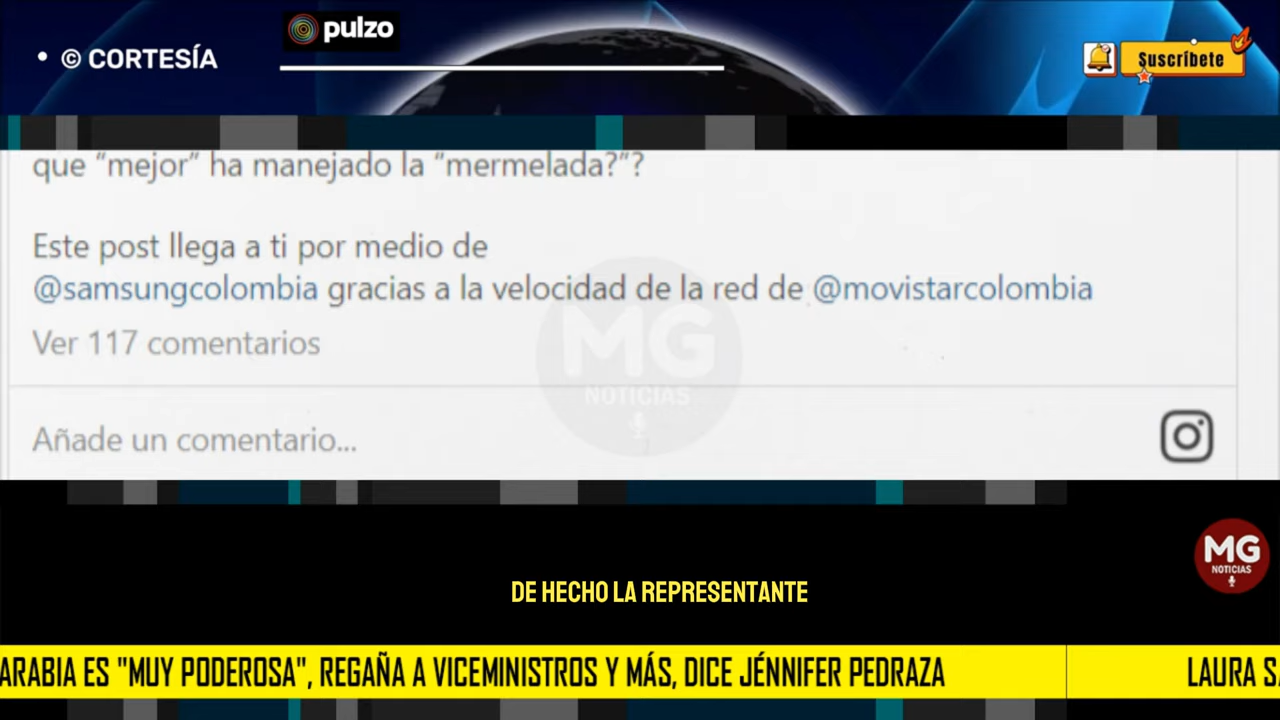 • © CORTESÍA
pulzo
Suscríbete
que “mejor” ha manejado la “mermelada?”?
Este post llega a ti por medio de
@samsungcolombia gracias a la velocidad de la red de @movistarcolombia
Ver 117 comentarios
Añade un comentario...
MG
NOTICIAS
MG
NOTICIAS
DE HECHO LA REPRESENTANTE
ARABIA ES "MUY PODEROSA", REGAÑA A VICEMINISTROS Y MÁS, DICE JÉNNIFER PEDRAZA
LAURA S